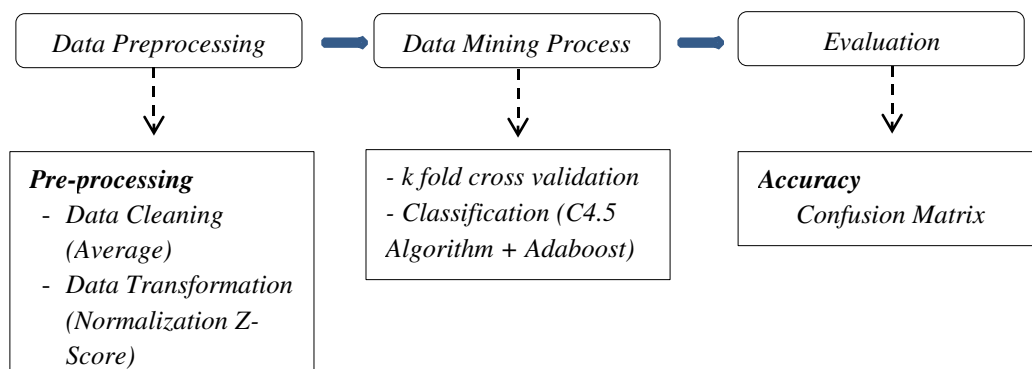 Data Preprocessing
Data Mining Process
Evaluation
Pre-processing
- Data Cleaning
(Average)
- Data Transformation
(Normalization Z-
Score)
- k fold cross validation
- Classification (C4.5
Algorithm + Adaboost)
Accuracy
Confusion Matrix